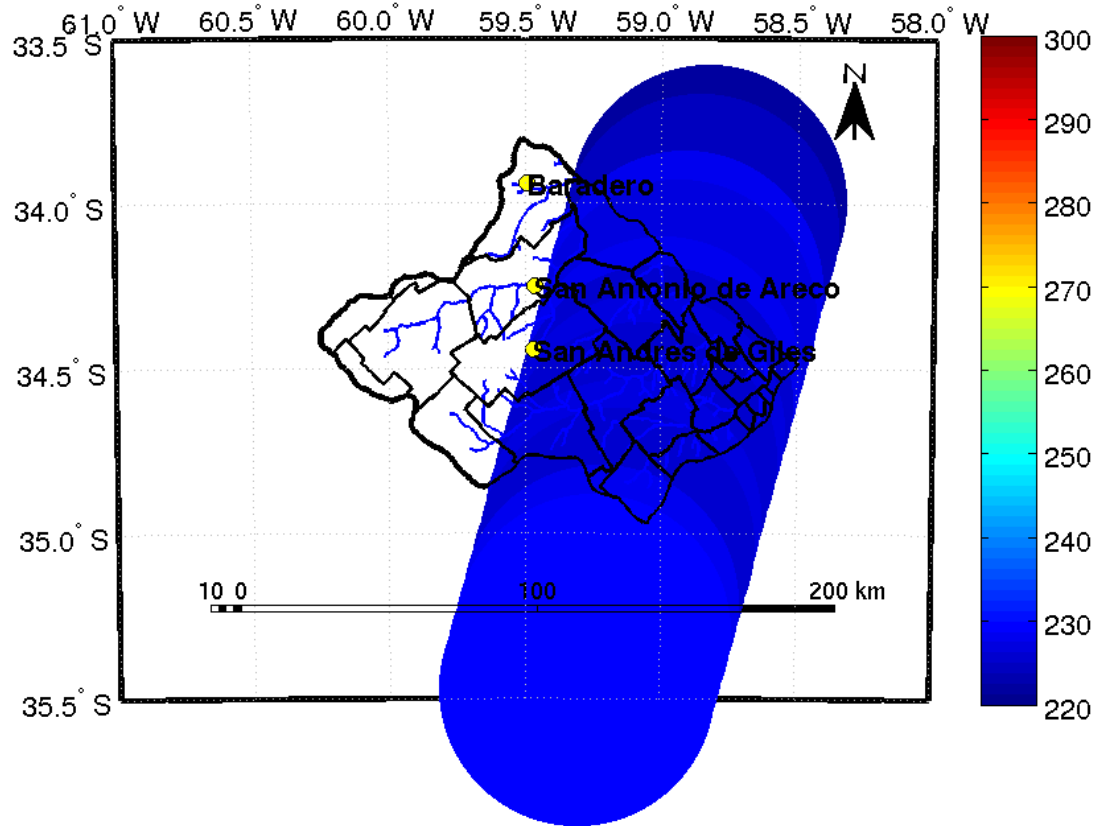 61.0° W 60.5° W 60.0° W 59.5° W 59.0° W 58.5° W 58.0° W
33.5° S
34.0° S
34.5° S
35.0° S
35.5° S
N
Baradero
San Antonio de Areco
San Andres de Giles
10 0 100 200 km
300
290
280
270
260
250
240
230
220